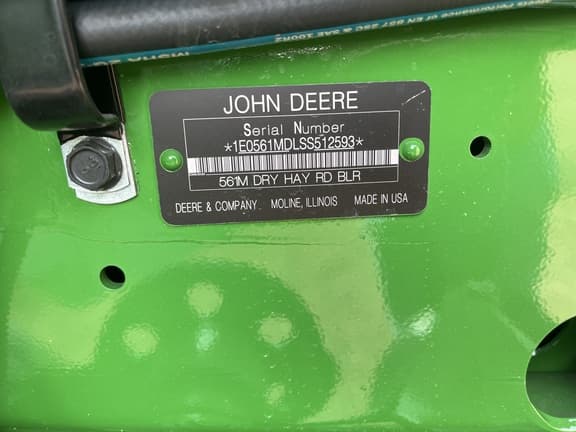 JOHN DEERE
Serial Number
*1E0561MDLSS512593*
561M DRY HAY RD BLR
DEERE & COMPANY MOLINE, ILLINOIS MADE IN USA